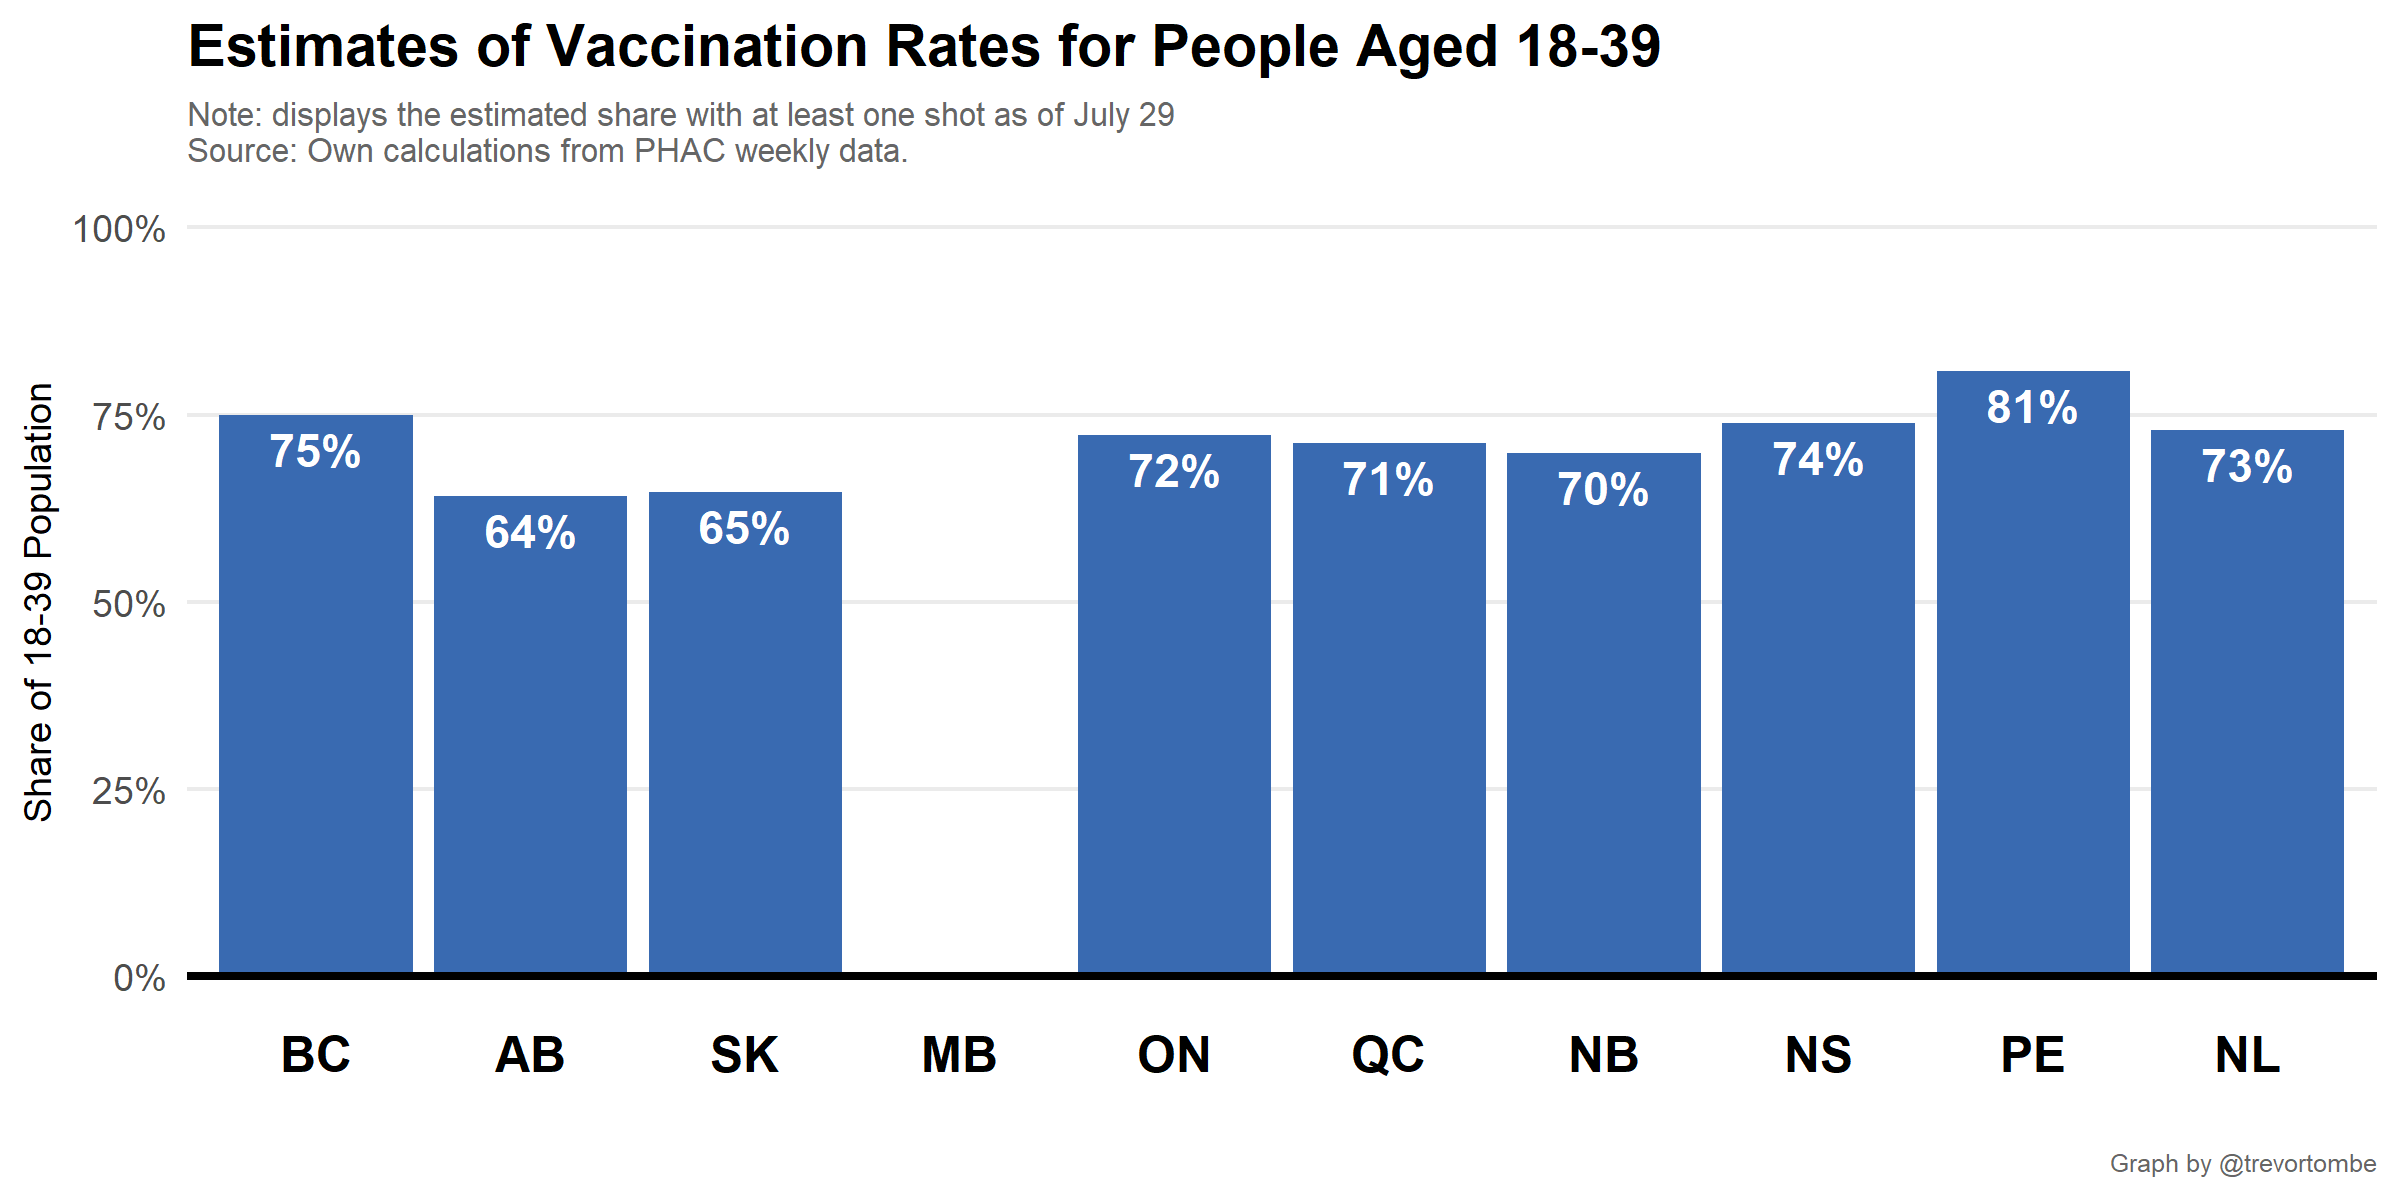 Estimates of Vaccination Rates for People Aged 18-39
Note: displays the estimated share with at least one shot as of July 29
Source: Own calculations from PHAC weekly data.
Share of 18-39 Population
100%
75%
50%
25%
0%
75%
64%
65%
72%
71%
70%
74%
81%
73%
BC AB SK MB ON QC NB NS PE NL
Graph by @trevortombe